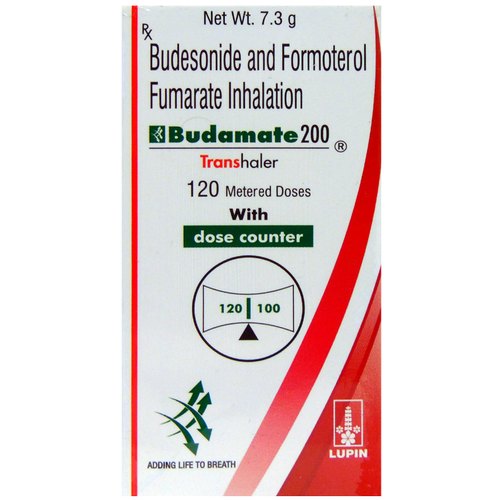 Net Wt. 7.3 g
Rx
Budesonide and Formoterol
Fumarate Inhalation
Budamate 200 ®
Transhaler
120 Metered Doses
With
dose counter
120 | 100
ADDING LIFE TO BREATH
LUPIN